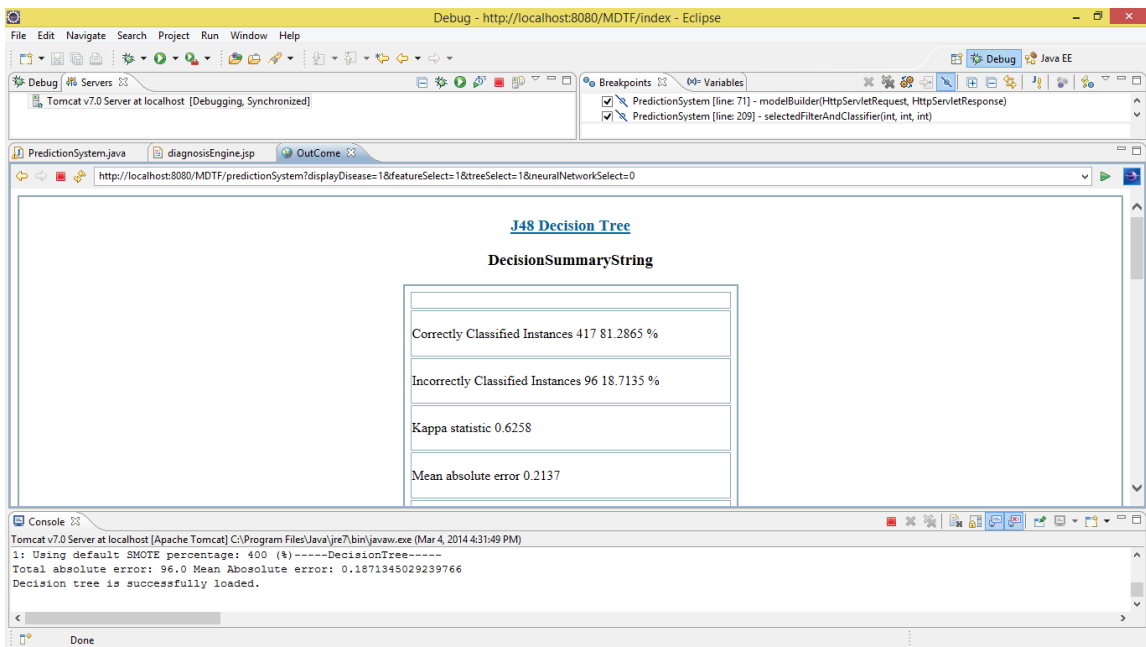 Debug - http://localhost:8080/MDTF/index - Eclipse
File Edit Navigate Search Project Run Window Help
Debug Java EE
Debug Servers
Breakpoints (x)= Variables
Tomcat v7.0 Server at localhost [Debugging, Synchronized]
PredictionSystem [line: 71] - modelBuilder(HttpServletRequest, HttpServletResponse)
PredictionSystem [line: 209] - selectedFilterAndClassifier(int, int, int)
PredictionSystem.java diagnosisEngine.jsp OutCome
http://localhost:8080/MDTF/predictionSystem?displayDisease=1&featureSelect=1&treeSelect=1&neuralNetworkSelect=0
J48 Decision Tree
DecisionSummaryString
Correctly Classified Instances 417 81.2865 %
Incorrectly Classified Instances 96 18.7135 %
Kappa statistic 0.6258
Mean absolute error 0.2137
Console
Tomcat v7.0 Server at localhost [Apache Tomcat] C:\Program Files\Java\jre7\bin\javaw.exe (Mar 4, 2014 4:31:49 PM)
1: Using default SMOTE percentage: 400 (%)-----DecisionTree-----
Total absolute error: 96.0 Mean Abosolute error: 0.1871345029239766
Decision tree is successfully loaded.
Done